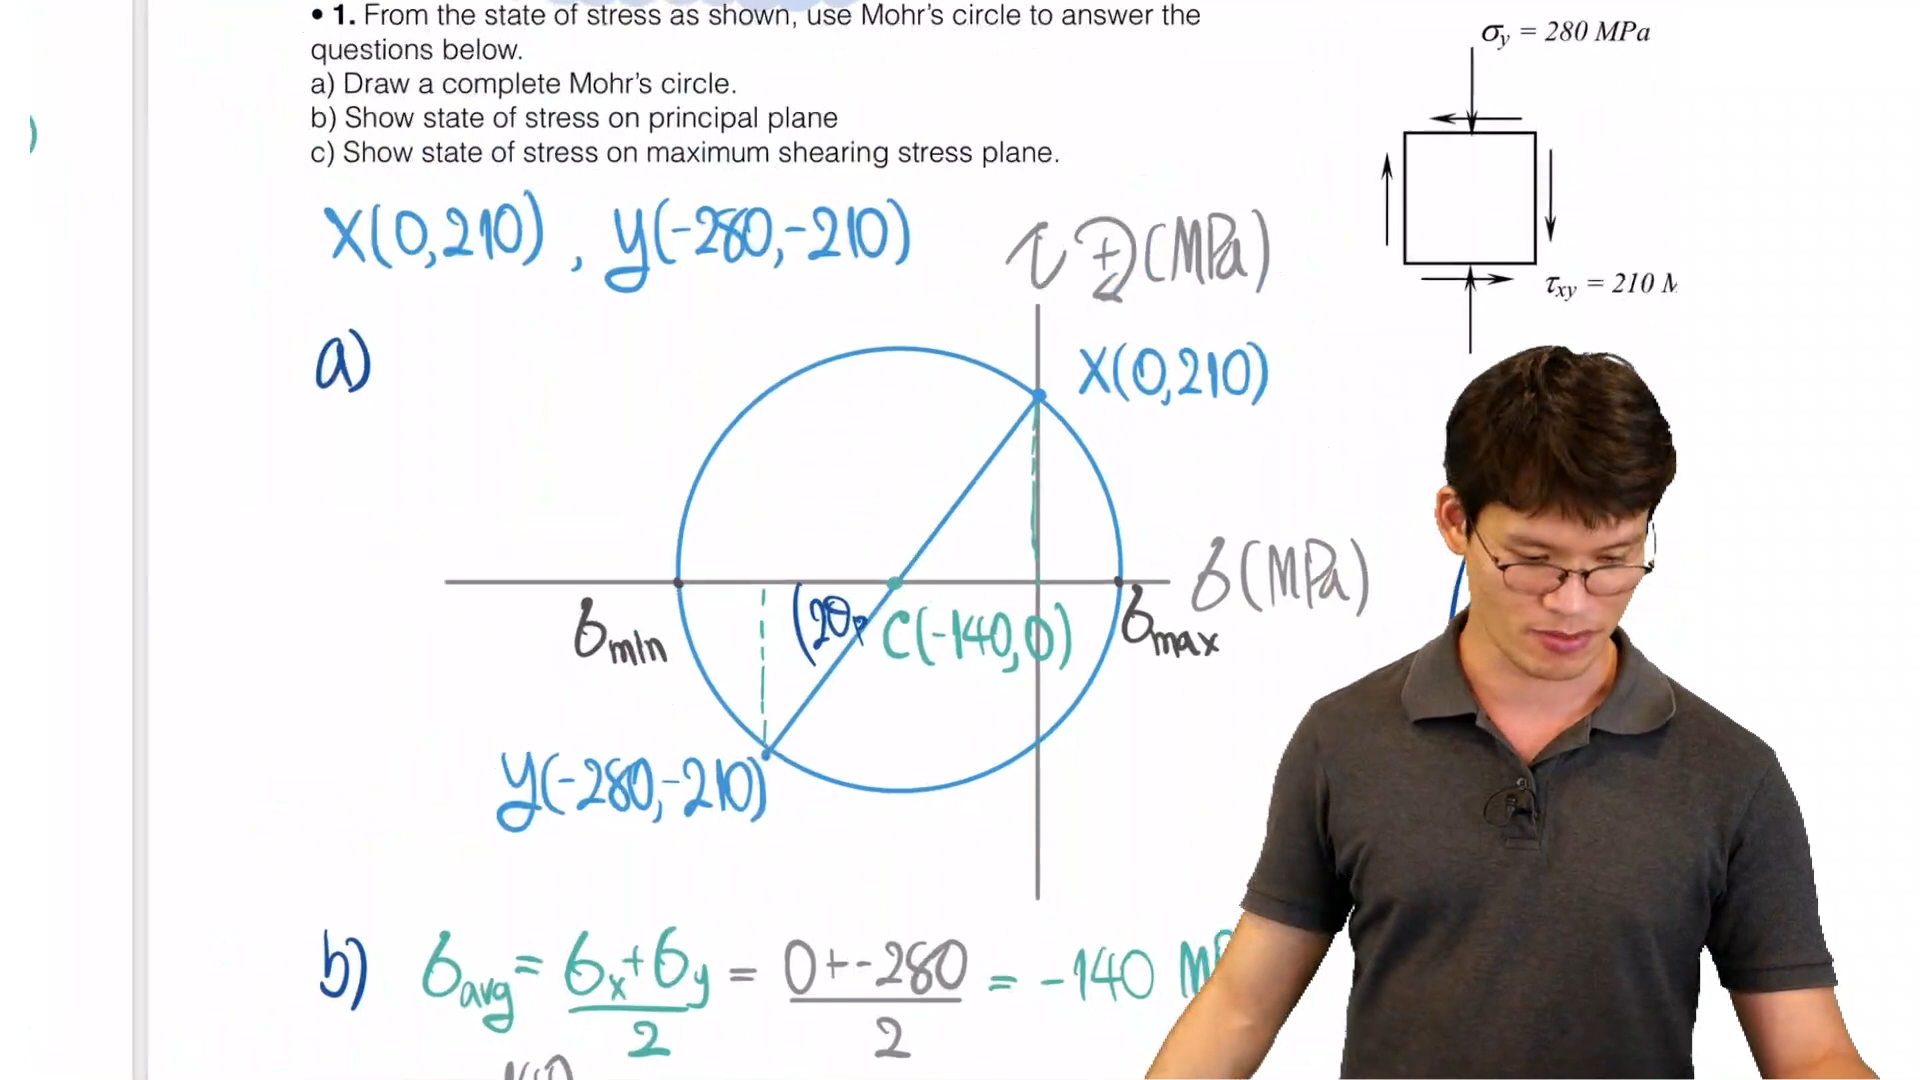 • 1. From the state of stress as shown, use Mohr's circle to answer the
questions below.
a) Draw a complete Mohr's circle.
b) Show state of stress on principal plane
c) Show state of stress on maximum shearing stress plane.
σy = 280 MPa
τxy = 210 M
X(0,210) , y(-280,-210)
τ (MPa)
a)
X(0,210)
σ(MPa)
σmin
(2θp
C(-140,0)
σmax
y(-280,-210)
b) σavg = σx+σy / 2 = 0+-280 / 2 = -140 MP